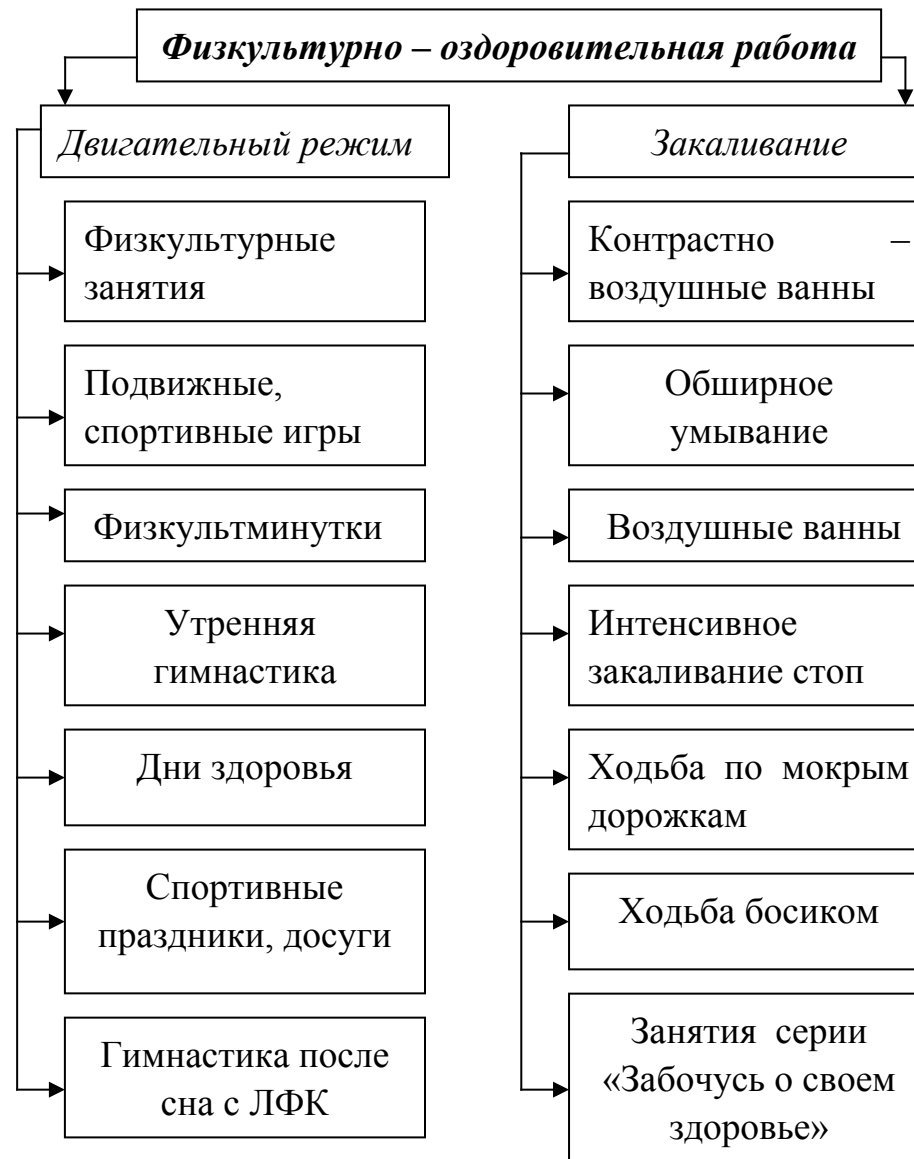 Физкультурно – оздоровительная работа
Двигательный режим
Физкультурные
занятия
Подвижные,
спортивные игры
Физкультминутки
Утренняя
гимнастика
Дни здоровья
Спортивные
праздники, досуги
Гимнастика после
сна с ЛФК
Закаливание
Контрастно –
воздушные ванны
Обширное
умывание
Воздушные ванны
Интенсивное
закаливание стоп
Ходьба по мокрым
дорожкам
Ходьба босиком
Занятия серии
«Забочусь о своем
здоровье»